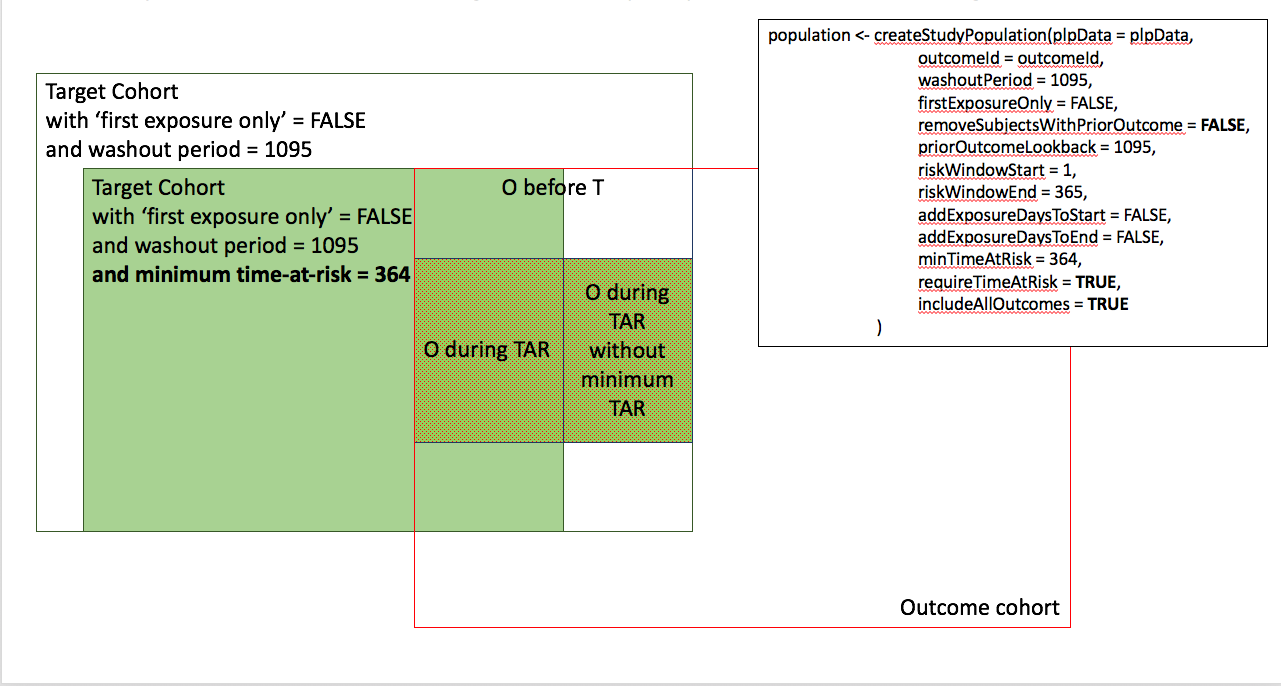 Target Cohort
with ‘first exposure only’ = FALSE
and washout period = 1095
Target Cohort
with ‘first exposure only’ = FALSE
and washout period = 1095
and minimum time-at-risk = 364
O before T
O during TAR
O during
TAR
without
minimum
TAR
Outcome cohort
population <- createStudyPopulation(plpData = plpData,
outcomeId = outcomeId,
washoutPeriod = 1095,
firstExposureOnly = FALSE,
removeSubjectsWithPriorOutcome = FALSE,
priorOutcomeLookback = 1095,
riskWindowStart = 1,
riskWindowEnd = 365,
addExposureDaysToStart = FALSE,
addExposureDaysToEnd = FALSE,
minTimeAtRisk = 364,
requireTimeAtRisk = TRUE,
includeAllOutcomes = TRUE
)